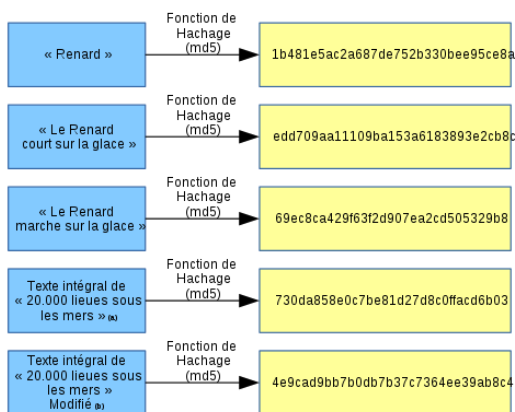 Fonction de
Hachage
(md5)
« Renard »
1b481e5ac2a687de752b330bee95ce8a
Fonction de
Hachage
(md5)
« Le Renard
court sur la glace »
edd709aa11109ba153a6183893e2cb8c
Fonction de
Hachage
(md5)
« Le Renard
marche sur la glace »
69ec8ca429f63f2d907ea2cd505329b8
Fonction de
Hachage
(md5)
Texte intégral de
« 20.000 lieues sous
les mers » (a)
730da858e0c7be81d27d8c0ffacd6b03
Fonction de
Hachage
(md5)
Texte intégral de
« 20.000 lieues sous
les mers »
Modifié (b)
4e9cad9bb7b0db7b37c7364ee39ab8c4